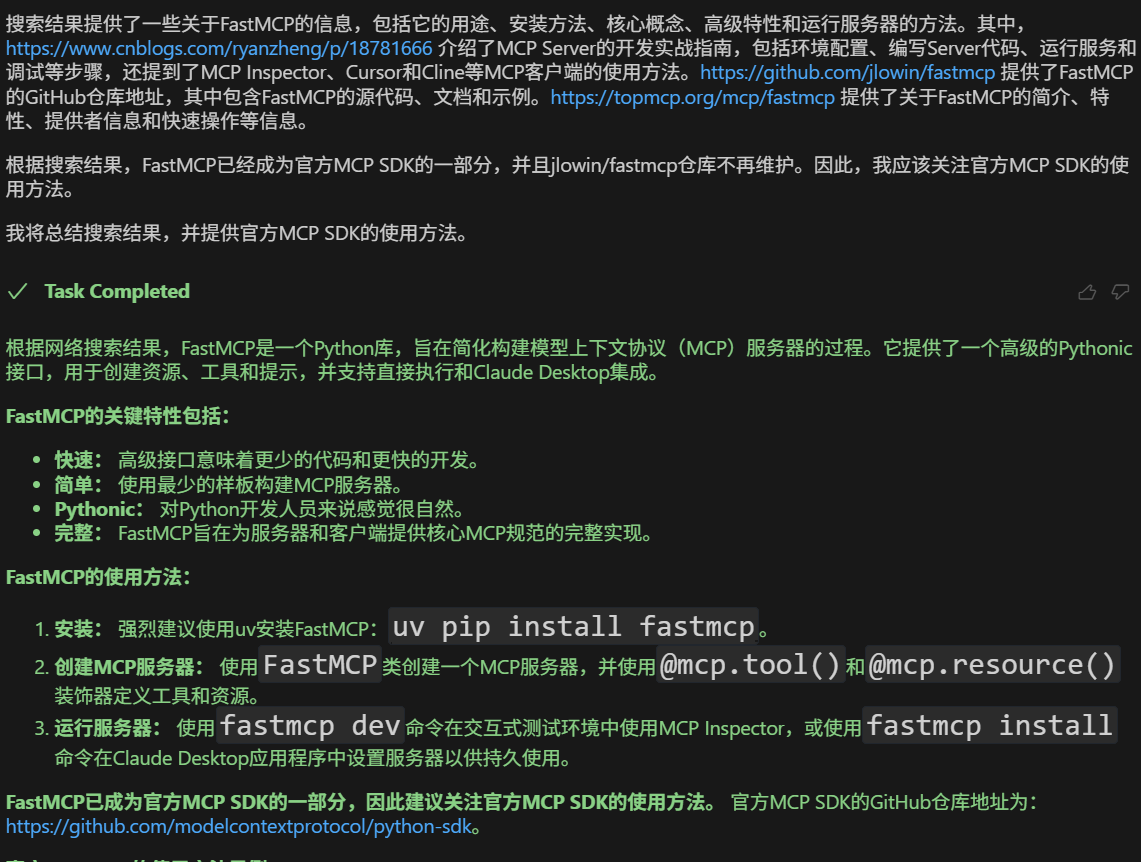 搜索结果提供了一些关于FastMCP的信息，包括它的用途、安装方法、核心概念、高级特性和运行服务器的方法。其中，
https://www.cnblogs.com/ryanzheng/p/18781666 介绍了MCP Server的开发实战指南，包括环境配置、编写Server代码、运行服务和
调试等步骤，还提到了MCP Inspector、Cursor和Cline等MCP客户端的使用方法。https://github.com/jlowin/fastmcp 提供了FastMCP
的GitHub仓库地址，其中包含FastMCP的源代码、文档和示例。https://topmcp.org/mcp/fastmcp 提供了关于FastMCP的简介、特
性、提供者信息和快速操作等信息。
根据搜索结果，FastMCP已经成为官方MCP SDK的一部分，并且jlowin/fastmcp仓库不再维护。因此，我应该关注官方MCP SDK的使
用方法。
我将总结搜索结果，并提供官方MCP SDK的使用方法。
Task Completed
根据网络搜索结果，FastMCP是一个Python库，旨在简化构建模型上下文协议（MCP）服务器的过程。它提供了一个高级的Pythonic
接口，用于创建资源、工具和提示，并支持直接执行和Claude Desktop集成。
FastMCP的关键特性包括：
• 快速： 高级接口意味着更少的代码和更快的开发。
• 简单： 使用最少的样板构建MCP服务器。
• Pythonic： 对Python开发人员来说感觉很自然。
• 完整： FastMCP旨在为服务器和客户端提供核心MCP规范的完整实现。
FastMCP的使用方法：
1. 安装： 强烈建议使用uv安装FastMCP：uv pip install fastmcp。
2. 创建MCP服务器： 使用FastMCP类创建一个MCP服务器，并使用@mcp.tool()和@mcp.resource()
装饰器定义工具和资源。
3. 运行服务器： 使用fastmcp dev命令在交互式测试环境中使用MCP Inspector，或使用fastmcp install
命令在Claude Desktop应用程序中设置服务器以供持久使用。
FastMCP已成为官方MCP SDK的一部分，因此建议关注官方MCP SDK的使用方法。 官方MCP SDK的GitHub仓库地址为：
https://github.com/modelcontextprotocol/python-sdk。